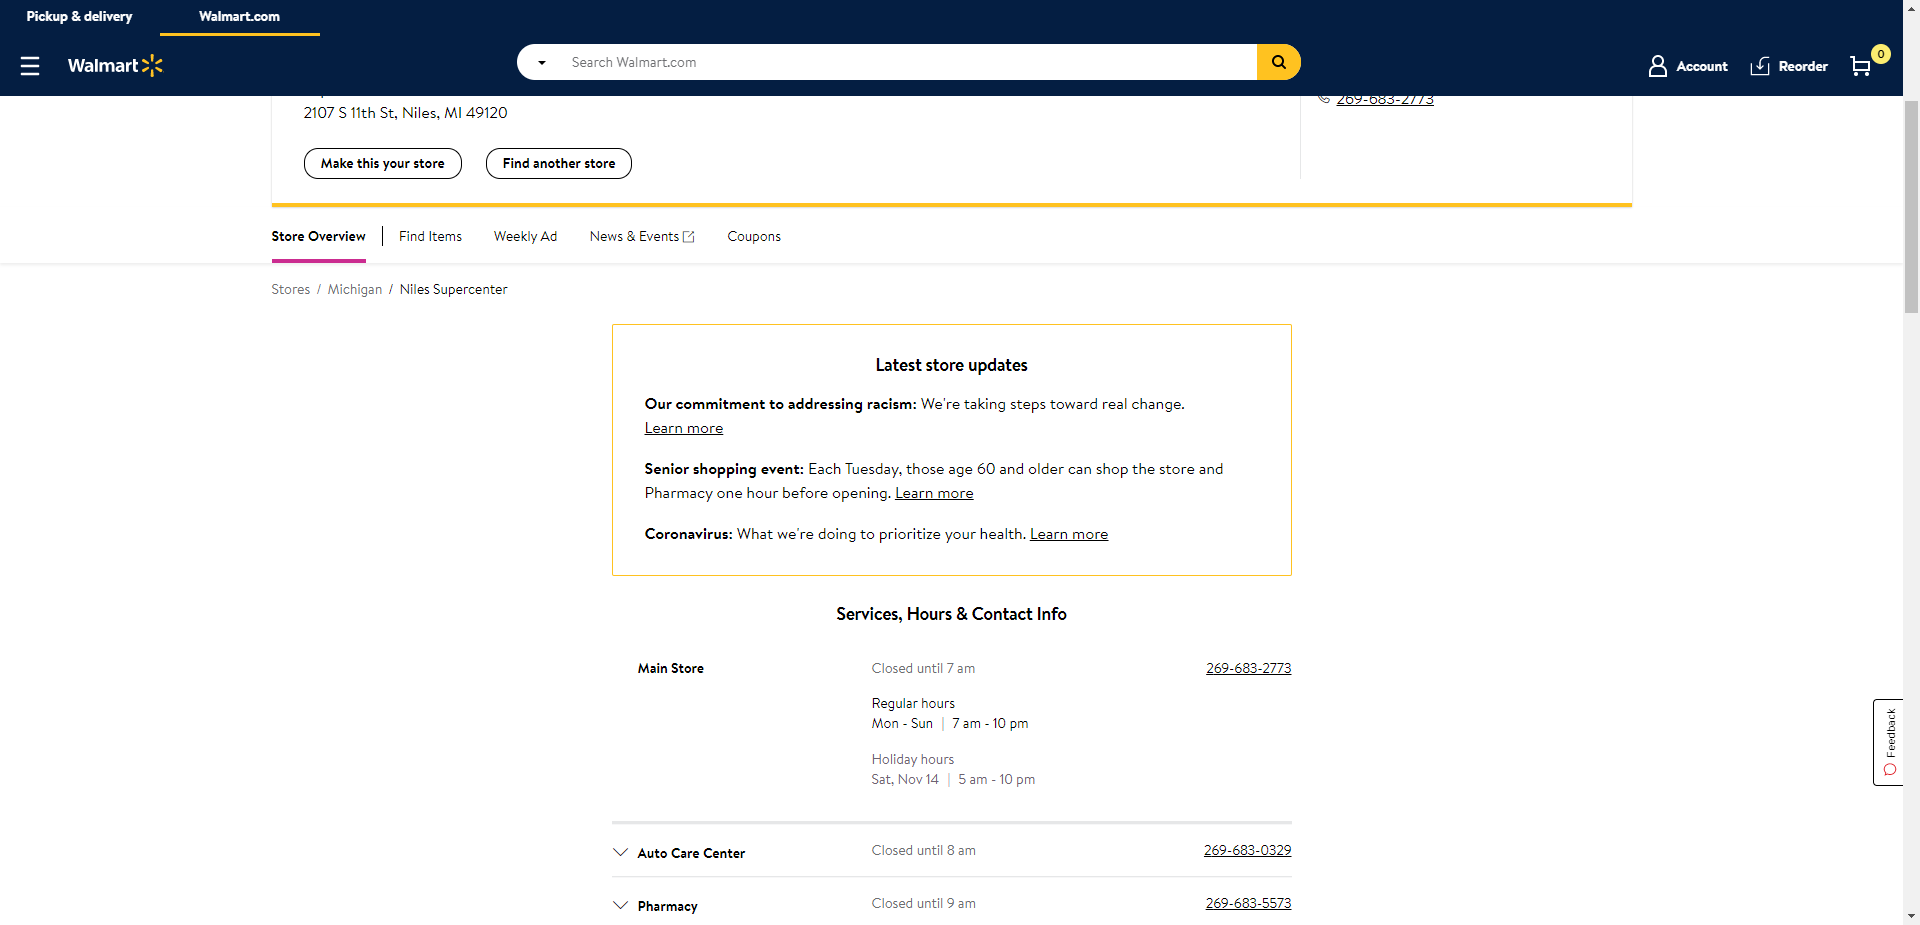 Pickup & delivery
Walmart.com
Walmart
Search Walmart.com
Account
Reorder
0
2107 S 11th St, Niles, MI 49120
269-683-2773
Make this your store
Find another store
Store Overview
Find Items
Weekly Ad
News & Events
Coupons
Stores / Michigan / Niles Supercenter
Latest store updates
Our commitment to addressing racism: We're taking steps toward real change.
Learn more
Senior shopping event: Each Tuesday, those age 60 and older can shop the store and
Pharmacy one hour before opening. Learn more
Coronavirus: What we're doing to prioritize your health. Learn more
Services, Hours & Contact Info
Main Store
Closed until 7 am
269-683-2773
Regular hours
Mon - Sun | 7 am - 10 pm
Holiday hours
Sat, Nov 14 | 5 am - 10 pm
Feedback
Auto Care Center
Closed until 8 am
269-683-0329
Pharmacy
Closed until 9 am
269-683-5573